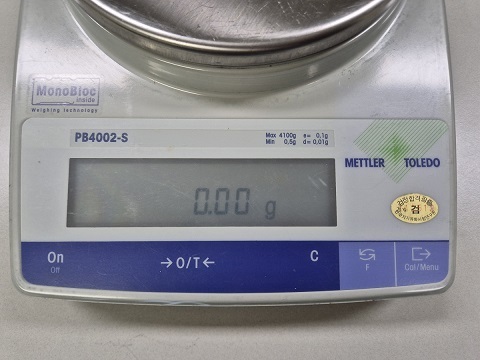 MonoBloc
inside
Weighing technology
PB4002-S
Max 4100g e= 0,1g
Min 0,5g d= 0,01g
METTLER TOLEDO
0.00 g
검
On
Off
→O/T←
C
F
Cal/Menu